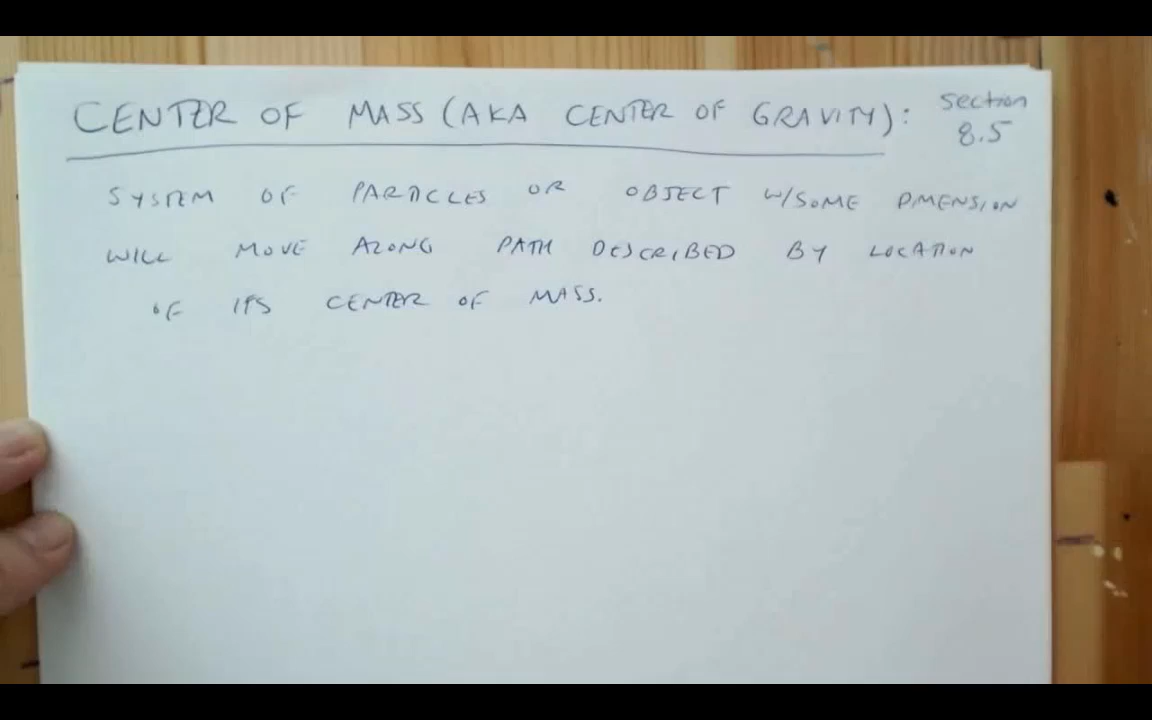 CENTER OF MASS (AKA CENTER OF GRAVITY): section 8.5
SYSTEM OF PARTICLES OR OBJECT W/SOME DIMENSION
WILL MOVE ALONG PATH DESCRIBED BY LOCATION
OF ITS CENTER OF MASS.